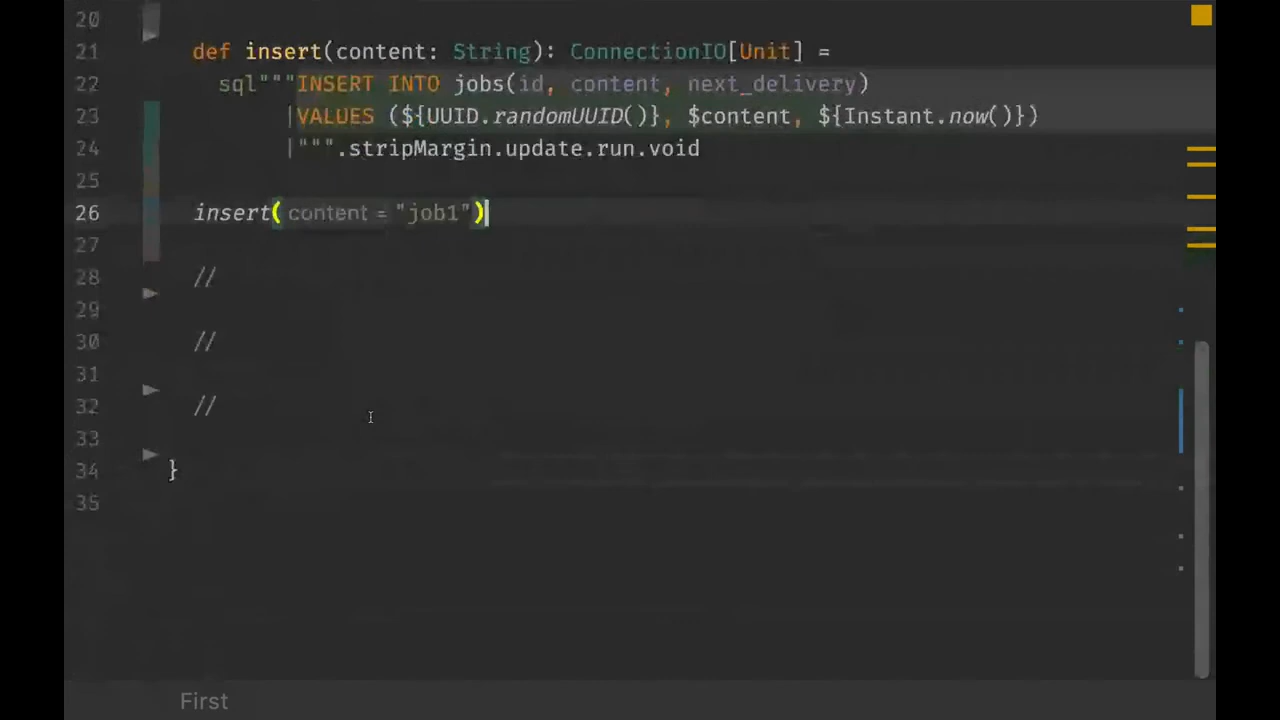 20
21 def insert(content: String): ConnectionIO[Unit] =
22 sql"""INSERT INTO jobs(id, content, next_delivery)
23 |VALUES (${UUID.randomUUID()}, $content, ${Instant.now()})
24 |""".stripMargin.update.run.void
25
26 insert( content = "job1")
27
28 //
29
30 //
31
32 //
33
34 }
35
First